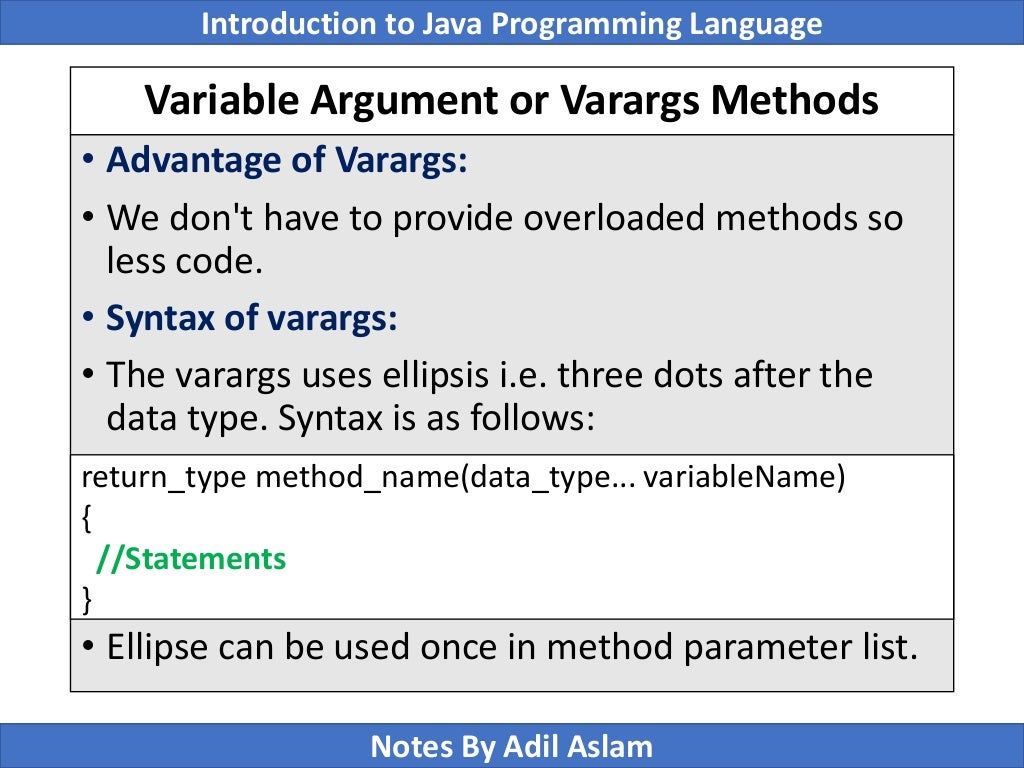 Introduction to Java Programming Language
Variable Argument or Varargs Methods
• Advantage of Varargs:
• We don't have to provide overloaded methods so
less code.
• Syntax of varargs:
• The varargs uses ellipsis i.e. three dots after the
data type. Syntax is as follows:
return_type method_name(data_type... variableName)
{
//Statements
}
• Ellipse can be used once in method parameter list.
Notes By Adil Aslam